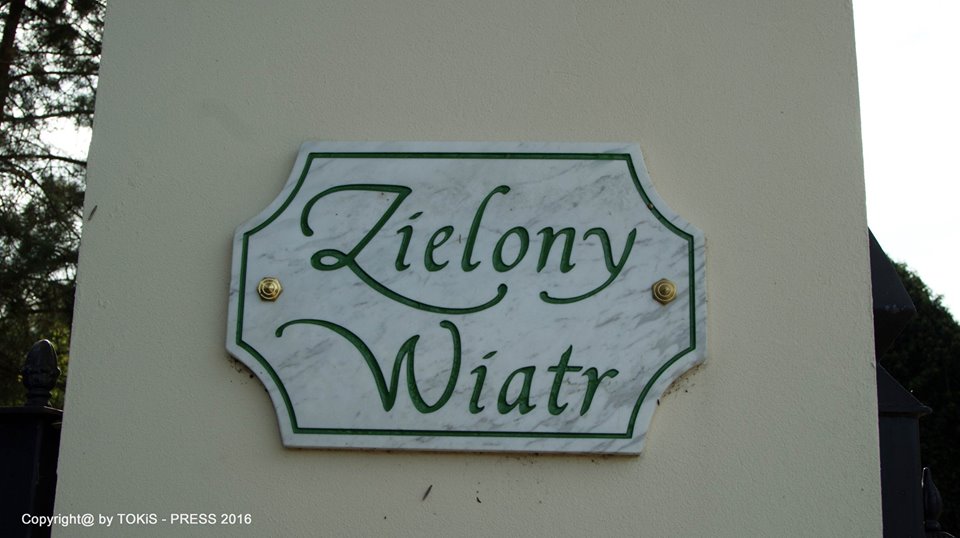 Zielony
Wiatr
Copyright@ by TOKiS - PRESS 2016